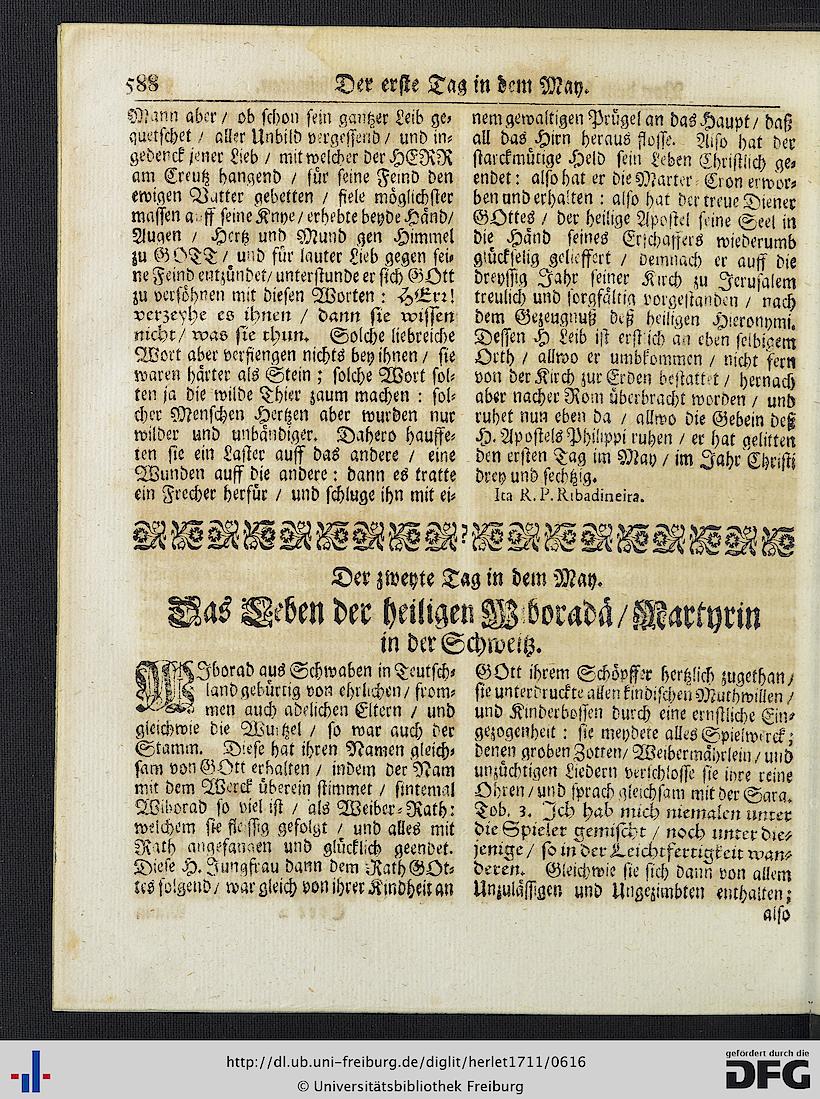 588
Der erste Tag in dem May.
Mann aber / ob schon sein gantzer Leib ge-
quetschet / aller Unbild vergessend / und in-
gedenck jener Lieb / mit welcher der HERR
am Creutz hangend / für seine Feind den
ewigen Vatter gebetten / fiele möglichster
massen auff seine Knye / erhebte beyde Händ /
Augen / Hertz und Mund gen Himmel
zu GOTT / und für lauter Lieb gegen sei-
ne Feind entzündet / unterstunde er sich GOtt
zu versöhnen mit diesen Worten: HErr!
verzeyhe es ihnen / dann sie wissen
nicht / was sie thun. Solche liebreiche
Wort aber verfiengen nichts bey ihnen / sie
waren härter als Stein; solche Wort sol-
ten ja die wilde Thier zaum machen: sol-
cher Menschen Hertzen aber wurden nur
wilder und unbändiger. Dahero hauffe-
ten sie ein Laster auff das andere / eine
Wunden auff die andere: dann es tratte
ein Frecher herfür / und schluge ihn mit ei-
nem gewaltigen Prügel an das Haupt / daß
all das Hirn heraus flosse. Also hat der
starckmütige Held sein Leben Christlich ge-
endet: also hat er die Marter-Cron erwor-
ben und erhalten: also hat der treue Diener
GOttes / der heilige Apostel seine Seel in
die Händ seines Erschaffers wiederumb
glückselig gelieffert / demnach er auff die
dreyssig Jahr seiner Kirch zu Jerusalem
treulich und sorgfältig vorgestanden / nach
dem Gezeugnuß deß heiligen Hieronymi.
Dessen H Leib ist erstlich an eben selbigem
Orth / allwo er umbkommen / nicht fern
von der Kirch zur Erden bestattet / hernach
aber nacher Rom überbracht worden / und
ruhet nun eben da / allwo die Gebein deß
H. Apostels Philippi ruhen / er hat gelitten
den ersten Tag im May / im Jahr Christi
drey und sechtzig.
Ita R. P. Ribadineira.
Der zweyte Tag in dem May.
Das Leben der heiligen Wiboradä / Martyrin
in der Schweitz.
WIborad aus Schwaben in Teutsch-
land gebürtig von ehrlichen / from-
men auch adelichen Eltern / und
gleichwie die Wurtzel / so war auch der
Stamm. Diese hat ihren Namen gleich-
sam von GOtt erhalten / indem der Nam
mit dem Werck überein stimmet / sintemal
Wiborad so viel ist / als Weiber-Rath:
welchem sie fleissig gefolgt / und alles mit
Rath angefangen und glücklich geendet.
Diese H. Jungfrau dann dem Rath GOt-
tes folgend / war gleich von ihrer Kindheit an
GOtt ihrem Schöpffer hertzlich zugethan /
sie unterdruckte allen kindischen Muthwillen /
und Kinderbossen durch eine ernstliche Ein-
gezogenheit: sie meydete alles Spielwerck;
denen groben Zotten / Weibermährlein / und
unzüchtigen Liedern verschlosse sie ihre reine
Ohren / und sprach gleichsam mit der Sara.
Tob. 3. Ich hab mich niemalen unter
die Spieler gemischt / noch unter die-
jenige / so in der Leichtfertigkeit wan-
deren. Gleichwie sie sich dann von allem
Unzulässigen und Ungezimbten enthalten;
also
http://dl.ub.uni-freiburg.de/diglit/herlet1711/0616
© Universitätsbibliothek Freiburg
gefördert durch die
DFG